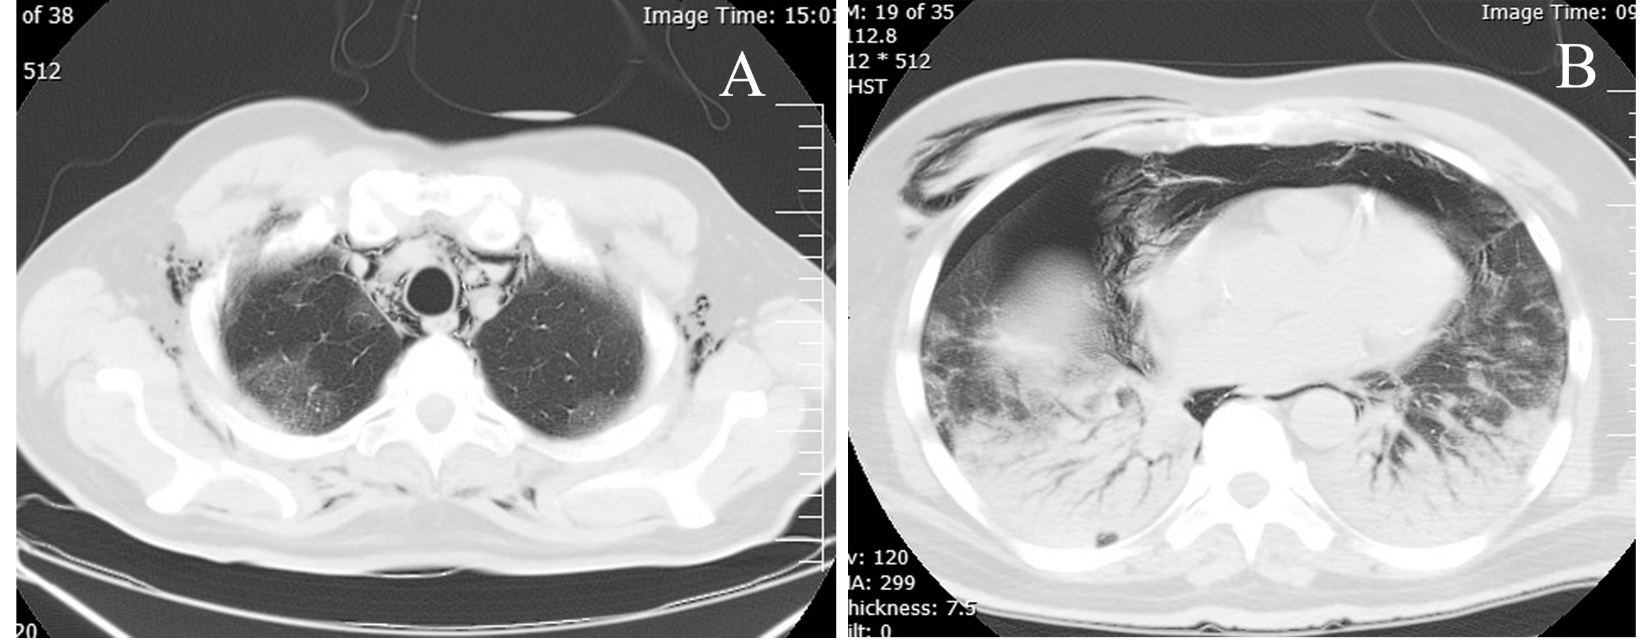 of 38
Image Time: 15:01
512
A
20
M: 19 of 35
Image Time: 09
112.8
12 * 512
HST
B
v: 120
IA: 299
hickness: 7.5
ilt: 0